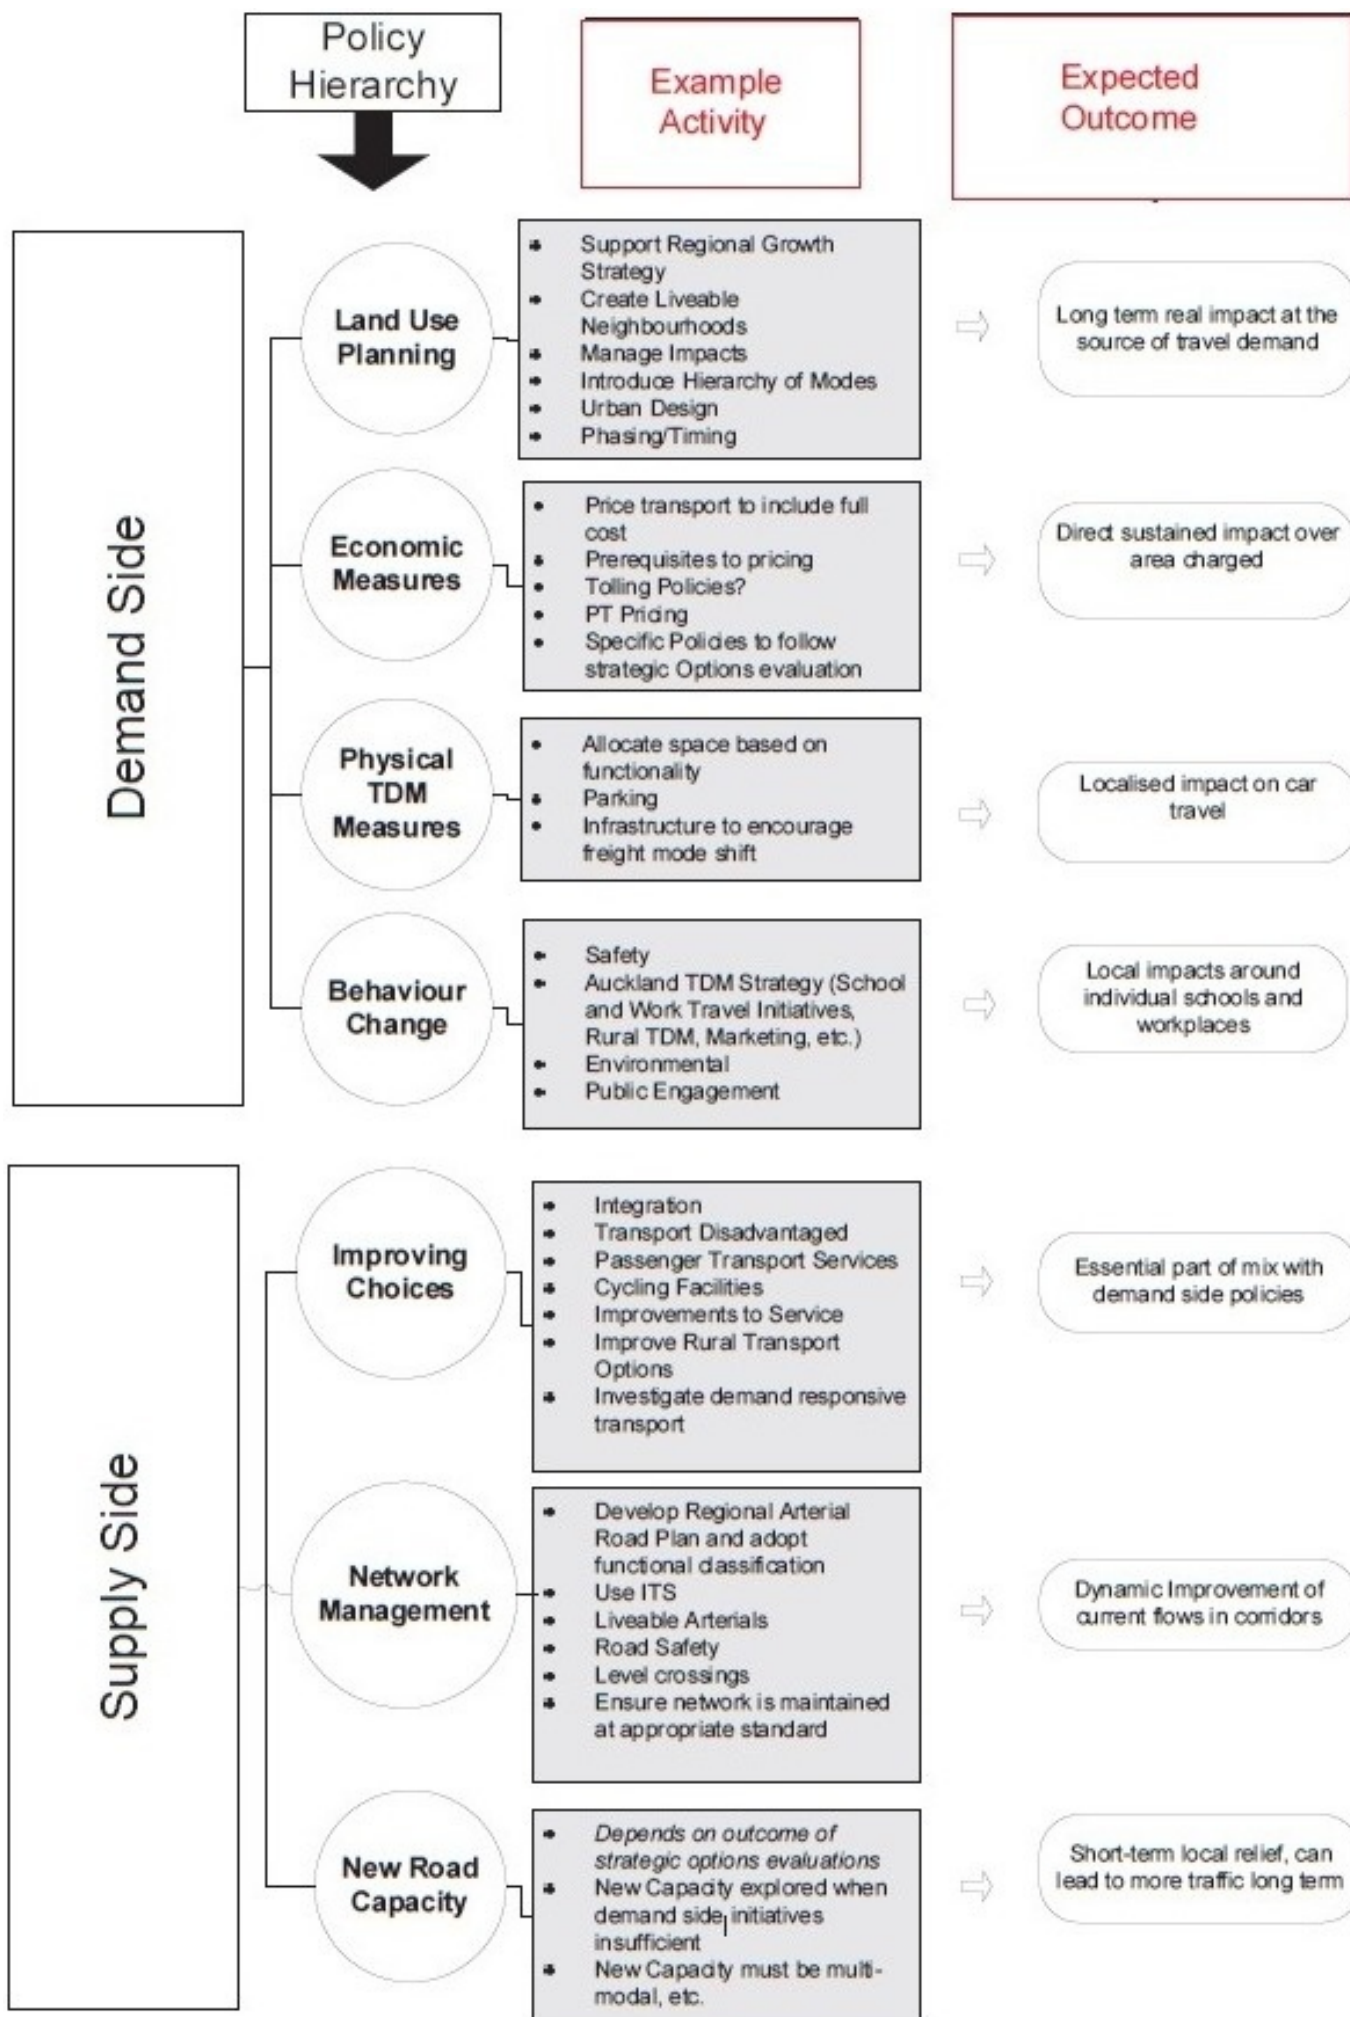 Policy
Hierarchy
Example
Activity
Expected
Outcome
Demand Side
Land Use
Planning
Support Regional Growth
Strategy
Create Liveable
Neighbourhoods
Manage Impacts
Introduce Hierarchy of Modes
Urban Design
Phasing/Timing
Long term real impact at the
source of travel demand
Economic
Measures
Price transport to include full
cost
Prerequisites to pricing
Tolling Policies?
PT Pricing
Specific Policies to follow
strategic Options evaluation
Direct sustained impact over
area charged
Physical
TDM
Measures
Allocate space based on
functionality
Parking
Infrastructure to encourage
freight mode shift
Localised impact on car
travel
Behaviour
Change
Safety
Auckland TDM Strategy (School
and Work Travel Initiatives,
Rural TDM, Marketing, etc.)
Environmental
Public Engagement
Local impacts around
individual schools and
workplaces
Supply Side
Improving
Choices
Integration
Transport Disadvantaged
Passenger Transport Services
Cycling Facilities
Improvements to Service
Improve Rural Transport
Options
Investigate demand responsive
transport
Essential part of mix with
demand side policies
Network
Management
Develop Regional Arterial
Road Plan and adopt
functional classification
Use ITS
Liveable Arterials
Road Safety
Level crossings
Ensure network is maintained
at appropriate standard
Dynamic Improvement of
current flows in corridors
New Road
Capacity
Depends on outcome of
strategic options evaluations
New Capacity explored when
demand side initiatives
insufficient
New Capacity must be multi-
modal, etc.
Short-term local relief, can
lead to more traffic long term